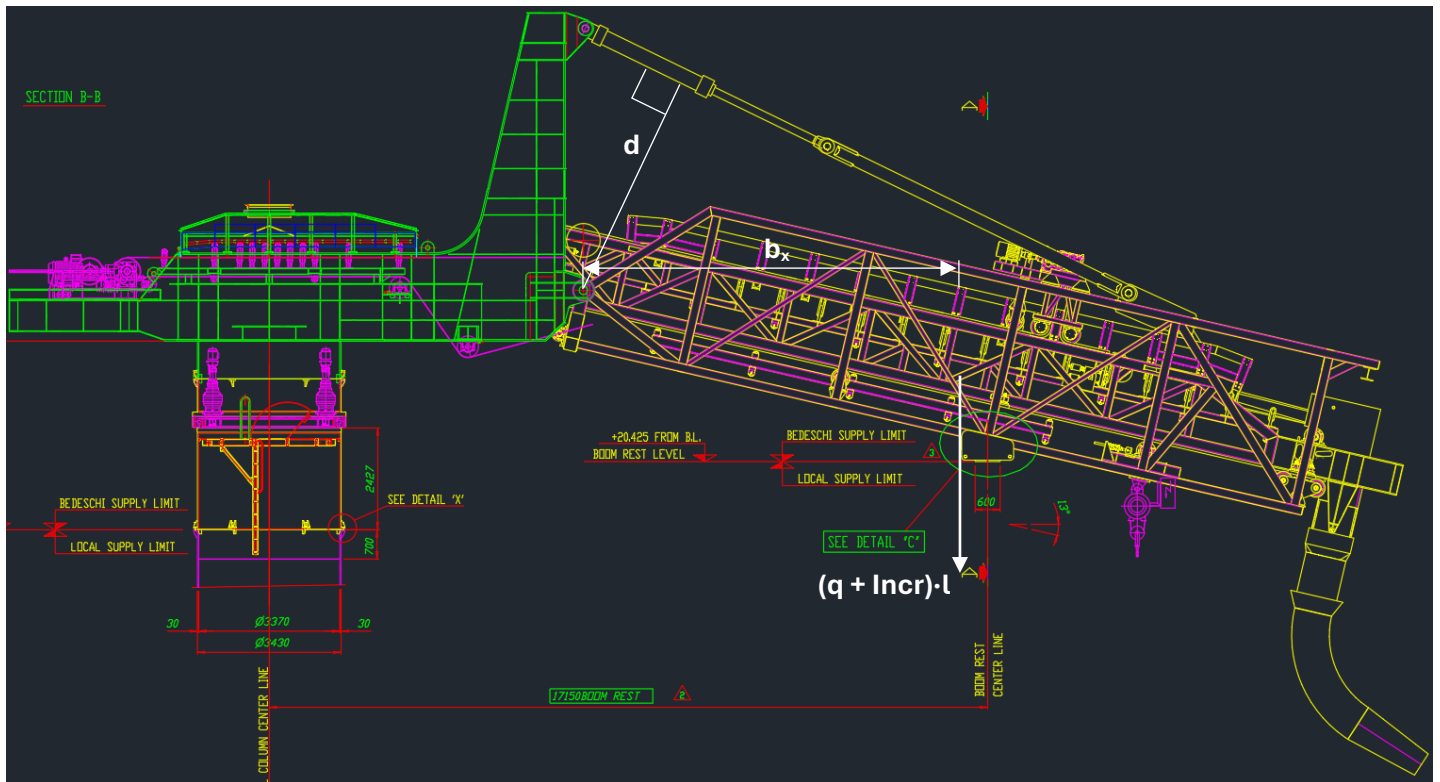 SECTION B-B
d
bx
+20.425 FROM B.L.
BOOM REST LEVEL
BEDESCHI SUPPLY LIMIT
LOCAL SUPPLY LIMIT
3
600
13°
SEE DETAIL "C"
(q + Incr)·l
A
A
2427
700
SEE DETAIL 'X'
BEDESCHI SUPPLY LIMIT
LOCAL SUPPLY LIMIT
30
Ø3370
30
Ø3430
COLUMN CENTER LINE
17150BOOM REST
2
BOOM REST
CENTER LINE